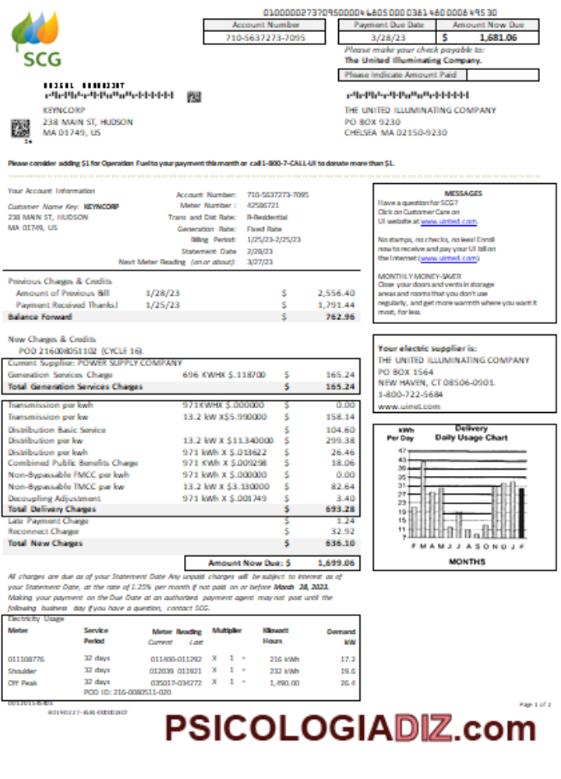 Account Number
710-5637273-7095
Payment Due Date Amount Now Due
3/28/23 $ 1,681.06
Please make your check payable to:
The United Illuminating Company.
Please Indicate Amount Paid
SCG
KEYNCORP
238 MAIN ST, HUDSON
MA 01749, US
THE UNITED ILLUMINATING COMPANY
PO BOX 9230
CHELSEA MA 02150-9230
Please consider adding $1 for Operation Fuel to your payment this month or call 1-800-7-CALL-UI to donate more than $1.
Your Account Information
Customer Name Key: KEYNCORP
238 MAIN ST, HUDSON
MA 01749, US
Account Number: 710-5637273-7095
Meter Number : 42586721
Trans and Dist Rate: R-Residential
Generation Rate: Fixed Rate
Billing Period: 1/25/23-2/25/23
Statement Date 2/28/23
Next Meter Reading (on or about): 3/27/23
Previous Charges & Credits
Amount of Previous Bill 1/28/23 $ 2,556.40
Payment Received Thanks! 1/25/23 $ 1,791.44
Balance Forward $ 762.96
New Charges & Credits
POD 216008051102 (CYCLE 16).
Current Supplier: POWER SUPPLY COMPANY
Generation Services Charge 696 KWHX $.118700 $ 165.24
Total Generation Services Charges $ 165.24
Transmission per kwh 971KWHX $.000000 $ 0.00
Transmission per kw 13.2 kW X$5.990000 $ 158.14
Distribution Basic Service $ 104.60
Distribution per kw 13.2 kW X $11.340000 $ 299.38
Distribution per kwh 971 kWh X $.013622 $ 26.46
Combined Public Benefits Charge 971 KWh X $.009298 $ 18.06
Non-Bypassable FMCC per kwh 971 kWh X $.000000 $ 0.00
Non-Bypassable TMCC par kw 13.2 kW X $3.130000 $ 82.64
Decoupling Adjustment 971 kWh X $.001749 $ 3.40
Total Delivery Charges $ 693.28
Late Payment Charge $ 1.24
Reconnect Charge $ 32.92
Total New Charges $ 636.10
Amount Now Due: $ 1,699.06
All charges are due as of your Statement Date Any unpaid charges will be subject to interest as of
your Statement Date, at the rate of 1.25% per month if not paid on or before March 28, 2023.
Making your payment on the Due Date at an authorized payment agent may not post until the
following business day if you have a question, contact SCG.
Electricity Usage
Meter Service Period Meter Reading Current Last Multiplier Kilowatt Hours Demand kW
011108776 32 days 011400-011292 X 1 = 216 kWh 17.2
Shoulder 32 days 012039 011921 X 1 = 232 kWh 19.6
Off Peak 32 days 035017-034272 X 1 = 1,490.00 26.4
POD ID: 216-0080511-020
MESSAGES
Have a question for SCG?
Click on Customer Care on
UI website at www.uinted.com.
No stamps, no checks, no less! Enroll
now to receive and pay your UI bill on
the Internet (www.uinted.com)
MONTHLY MONEY-SAVER
Close your doors and vents in storage
areas and rooms that you don't use
regularly, and get more warmth where you want it
most, for less.
Your electric supplier is:
THE UNITED ILLUMINATING COMPANY
PO BOX 1564
NEW HAVEN, CT 08506-0901.
1-800-722-5684
www.uinet.com
kWh Per Day
Delivery
Daily Usage Chart
47
43
39
35
31
27
23
19
15
11
7
F M A M J J A S O N D J F
MONTHS
Page 1 of 2
PSICOLOGIADIZ.com